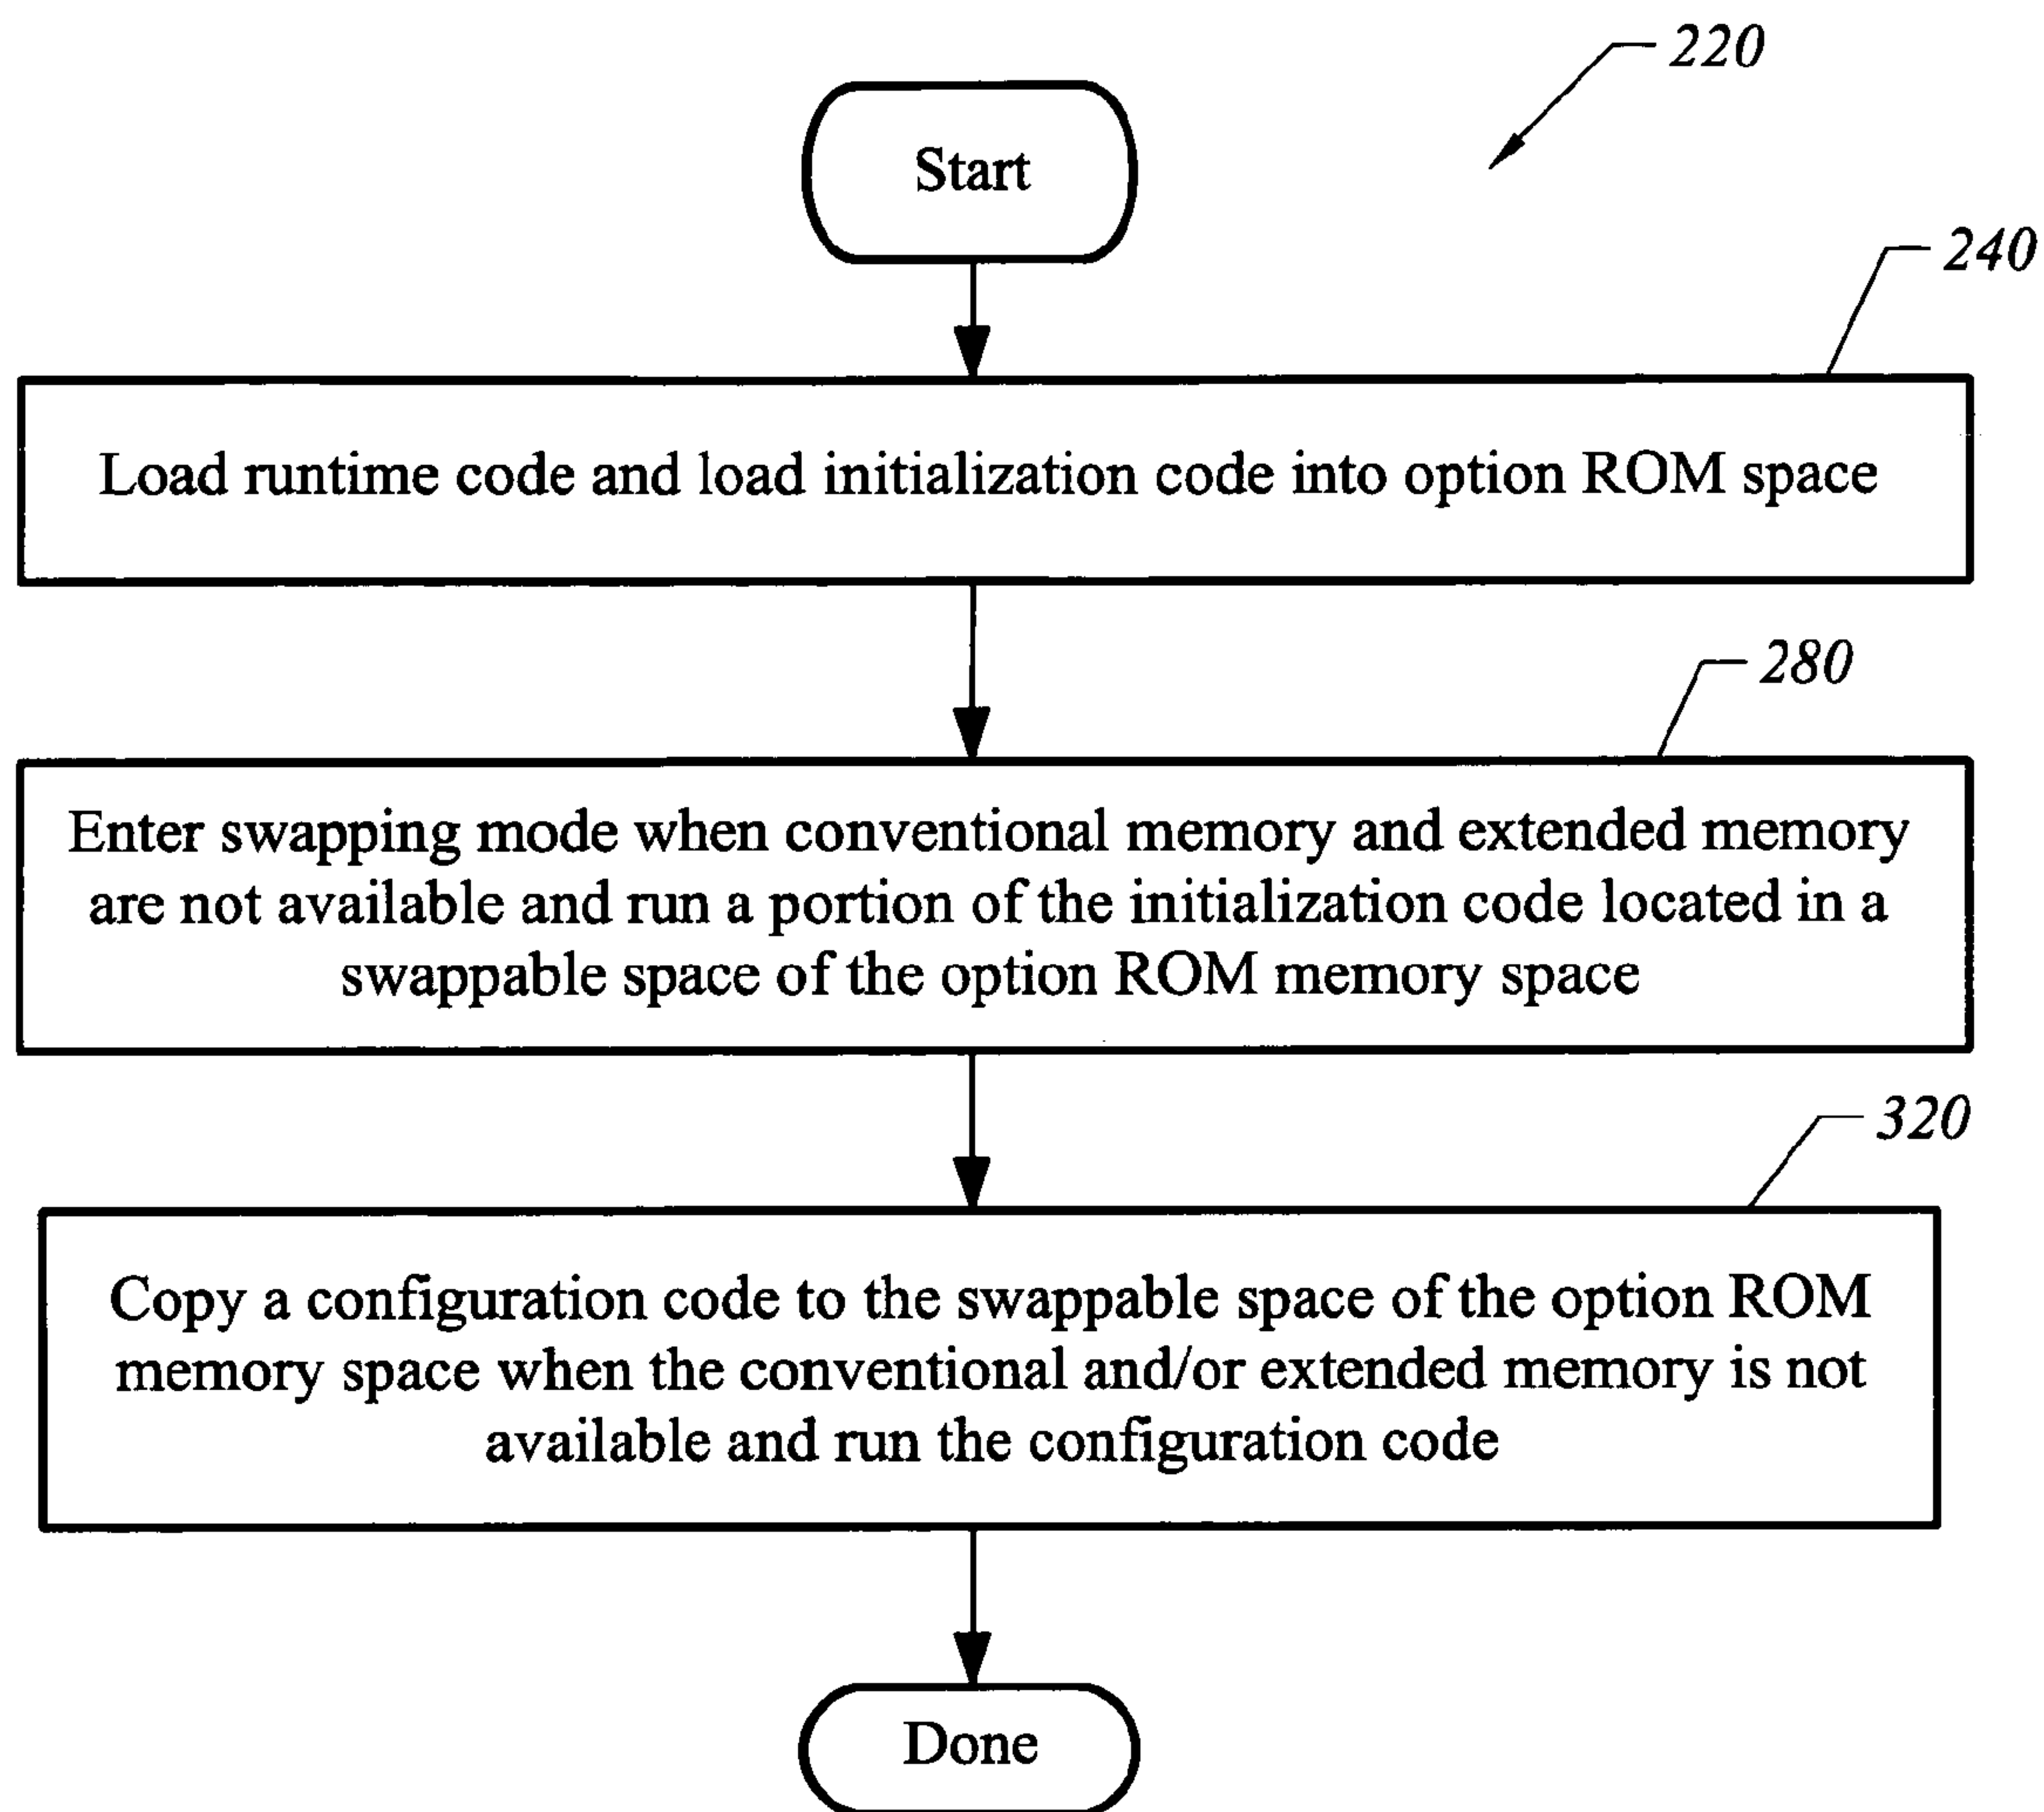 220
Start
240
Load runtime code and load initialization code into option ROM space
280
Enter swapping mode when conventional memory and extended memory
are not available and run a portion of the initialization code located in a
swappable space of the option ROM memory space
320
Copy a configuration code to the swappable space of the option ROM
memory space when the conventional and/or extended memory is not
available and run the configuration code
Done